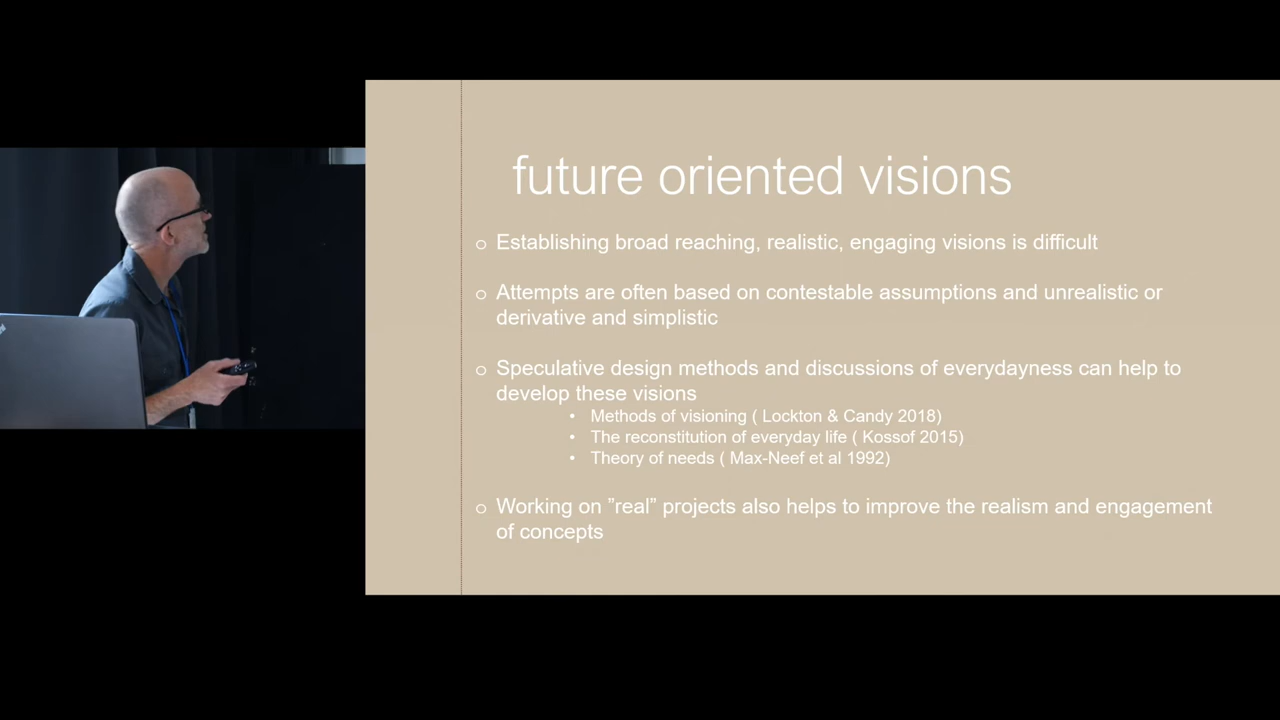 future oriented visions
o Establishing broad reaching, realistic, engaging visions is difficult
o Attempts are often based on contestable assumptions and unrealistic or
derivative and simplistic
o Speculative design methods and discussions of everydayness can help to
develop these visions
• Methods of visioning ( Lockton & Candy 2018)
• The reconstitution of everyday life ( Kossof 2015)
• Theory of needs ( Max-Neef et al 1992)
o Working on ”real” projects also helps to improve the realism and engagement
of concepts